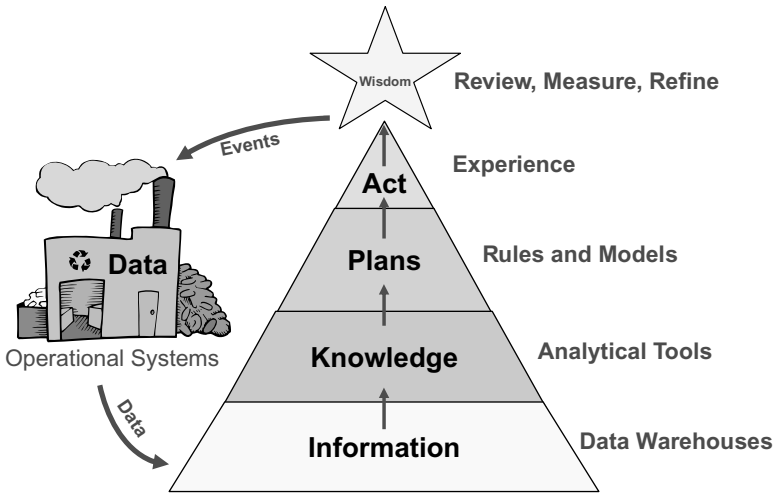 Wisdom
Review, Measure, Refine
Events
Experience
Act
Data
Plans
Rules and Models
Operational Systems
Knowledge
Analytical Tools
Data
Information
Data Warehouses